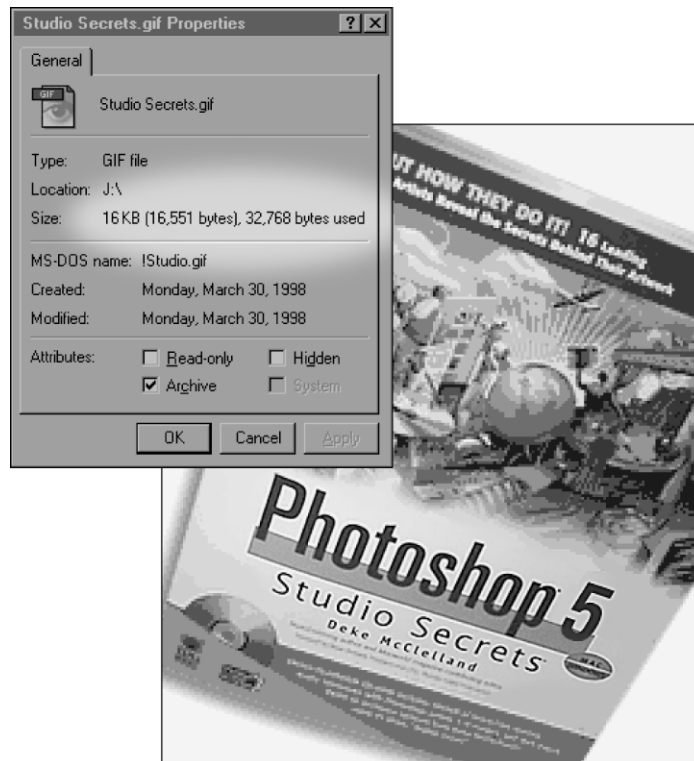 Studio Secrets.gif Properties
General
GIF
Studio Secrets.gif
Type: GIF file
Location: J:\
Size: 16 KB (16,551 bytes), 32,768 bytes used
MS-DOS name: !Studio.gif
Created: Monday, March 30, 1998
Modified: Monday, March 30, 1998
Attributes: Read-only Hidden
Archive System
OK Cancel Apply
UT HOW THEY DO IT! 16 Leading
Artists Reveal the Secrets Behind Their Artwork
Photoshop 5
Studio Secrets
Deke McClelland
MAC